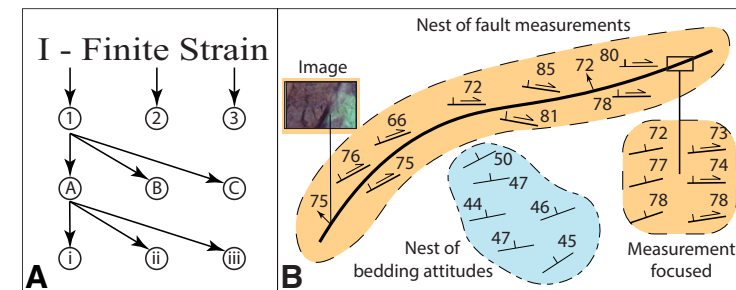 I - Finite Strain
1 2 3
A B C
i ii iii
A
Nest of fault measurements
Image
72 85 72 80
66 78
76 75 81
75
50
47
44 46
47 45
Nest of
bedding attitudes
72 73
77 74
78 78
Measurement
focused
B